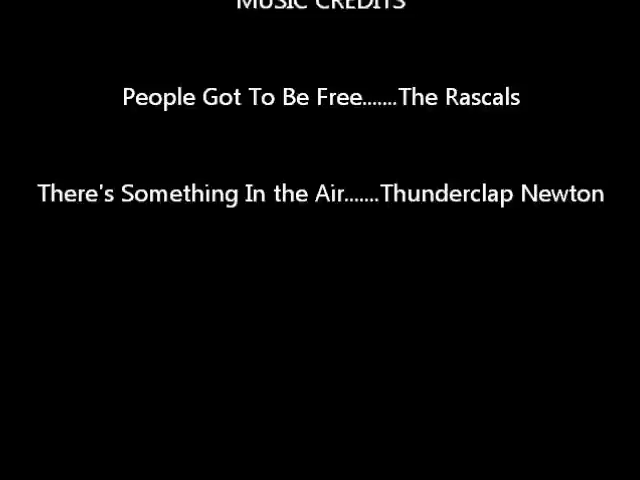 MUSIC CREDITS
People Got To Be Free.......The Rascals
There's Something In the Air.......Thunderclap Newton